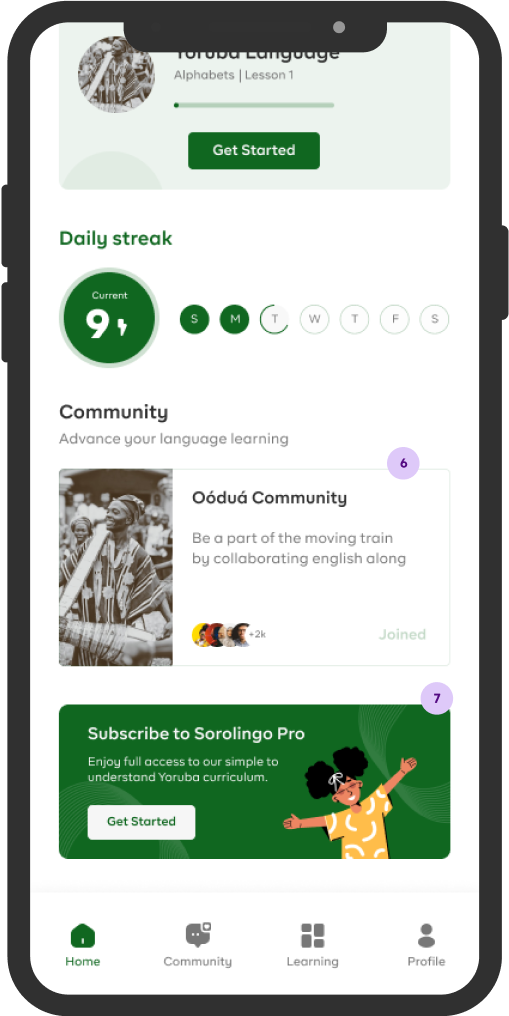 Yoruba Language
Alphabets | Lesson 1
Get Started
Daily streak
Current
9
S M T W T F S
Community
Advance your language learning
6
Oóduá Community
Be a part of the moving train
by collaborating english along
+2k
Joined
7
Subscribe to Sorolingo Pro
Enjoy full access to our simple to
understand Yoruba curriculum.
Get Started
Home Community Learning Profile